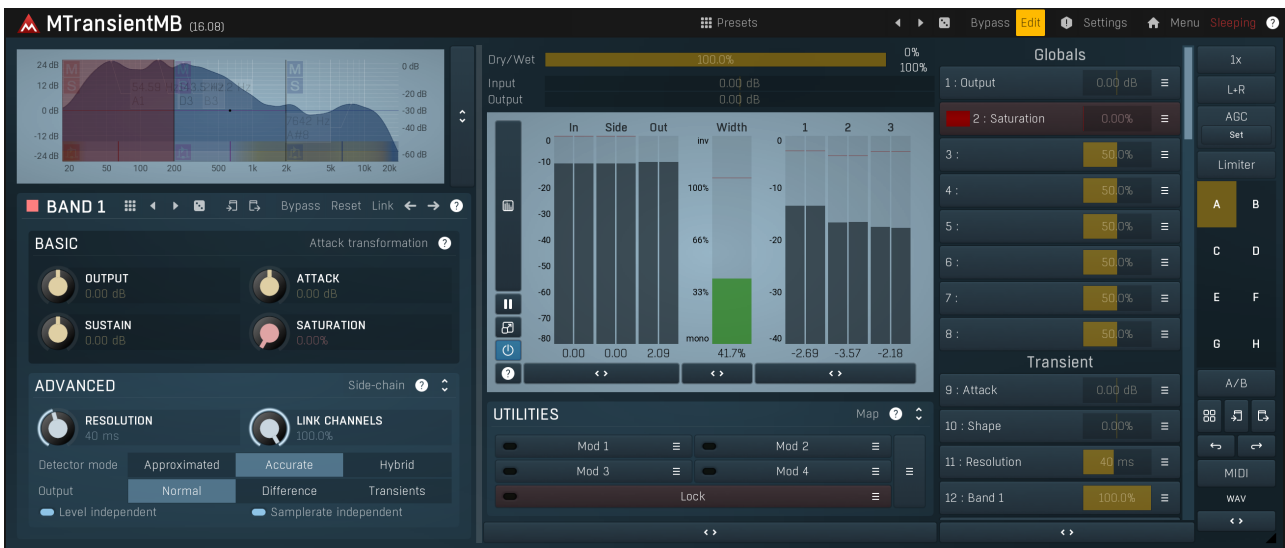 MTransientMB (16.08)
Presets
Bypass Edit Settings Menu Sleeping ?
24 dB
12 dB
0 dB
-12 dB
-24 dB
0 dB
-20 dB
-30 dB
-40 dB
-60 dB
M
S
M
S
A1
D3
B3
A#8
20 50 100 200 500 1k 2k 5k 10k 20k
BAND 1 Bypass Reset Link ?
BASIC Attack transformation ?
OUTPUT
0.00 dB
ATTACK
0.00 dB
SUSTAIN
0.00 dB
SATURATION
0.00%
ADVANCED Side-chain ?
RESOLUTION
40 ms
LINK CHANNELS
100.0%
Detector mode Approximated Accurate Hybrid
Output Normal Difference Transients
Level independent Samplerate independent
Dry/Wet 100.0% 0%
100%
Input 0.00 dB
Output 0.00 dB
In Side Out Width 1 2 3
0 inv 0
-10
-20 100% -10
-30
-40 66% -20
-50
-60 33% -30
-70
-80 mono -40
0.00 0.00 2.09 41.7% -2.69 -3.57 -2.18
?
UTILITIES Map ?
Mod 1 Mod 2
Mod 3 Mod 4
Lock
Globals
1 : Output 0.00 dB
2 : Saturation 0.00%
3 : 50.0%
4 : 50.0%
5 : 50.0%
6 : 50.0%
7 : 50.0%
8 : 50.0%
Transient
9 : Attack 0.00 dB
10 : Shape 0.00%
11 : Resolution 40 ms
12 : Band 1 100.0%
1x
L+R
AGC
Set
Limiter
A B
C D
E F
G H
A/B
MIDI
WAV